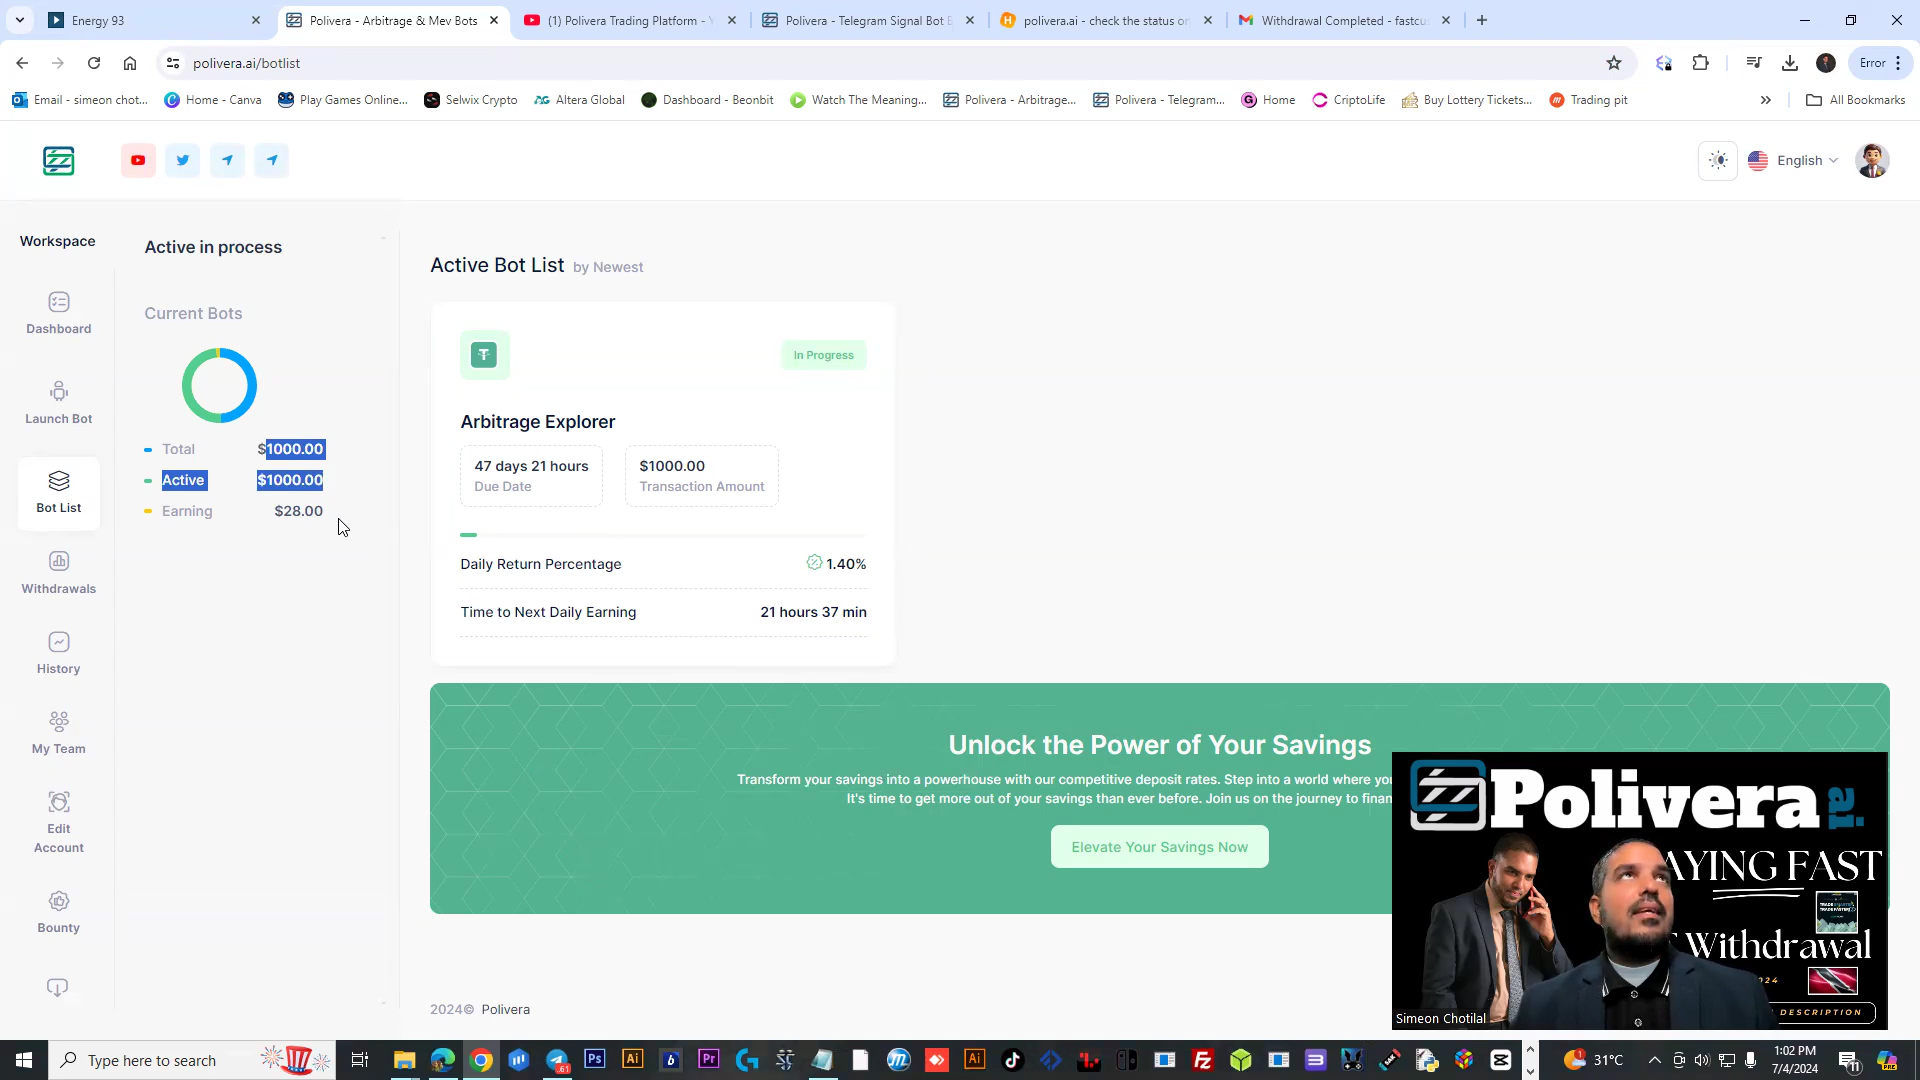 Energy 93
Polivera - Arbitrage & Mev Bots
(1) Polivera Trading Platform -
Polivera - Telegram Signal Bot
polivera.ai - check the status on
Withdrawal Completed - fastcus
polivera.ai/botlist
Error
Email - simeon chot...
Home - Canva
Play Games Online...
Selwix Crypto
Altera Global
Dashboard - Beonbit
Watch The Meaning...
Polivera - Arbitrage...
Polivera - Telegram...
Home
CriptoLife
Buy Lottery Tickets...
Trading pit
All Bookmarks
English
Workspace
Dashboard
Launch Bot
Bot List
Withdrawals
History
My Team
Edit
Account
Bounty
Active in process
Current Bots
Total $1000.00
Active $1000.00
Earning $28.00
Active Bot List by Newest
In Progress
Arbitrage Explorer
47 days 21 hours
Due Date
$1000.00
Transaction Amount
Daily Return Percentage 1.40%
Time to Next Daily Earning 21 hours 37 min
Unlock the Power of Your Savings
Transform your savings into a powerhouse with our competitive deposit rates. Step into a world where you
It's time to get more out of your savings than ever before. Join us on the journey to finan
Elevate Your Savings Now
2024© Polivera
Polivera ai
AYING FAST
Withdrawal
DESCRIPTION
Simeon Chotilal
Type here to search
31°C
1:02 PM
7/4/2024